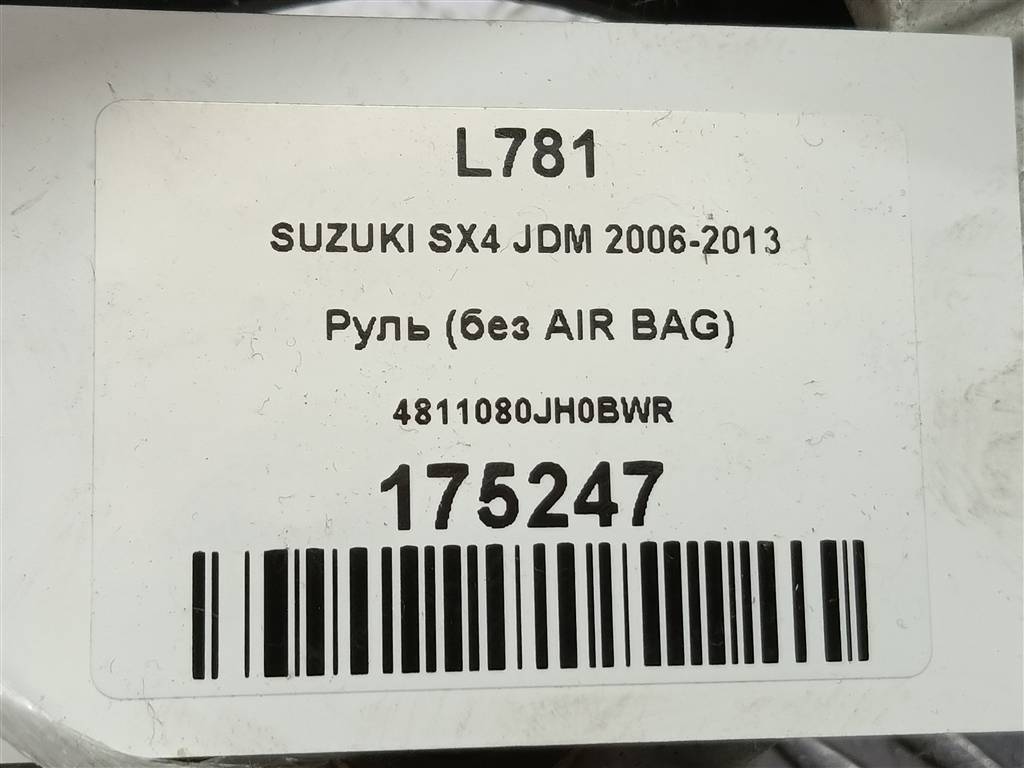 L781
SUZUKI SX4 JDM 2006-2013
Руль (без AIR BAG)
4811080JH0BWR
175247